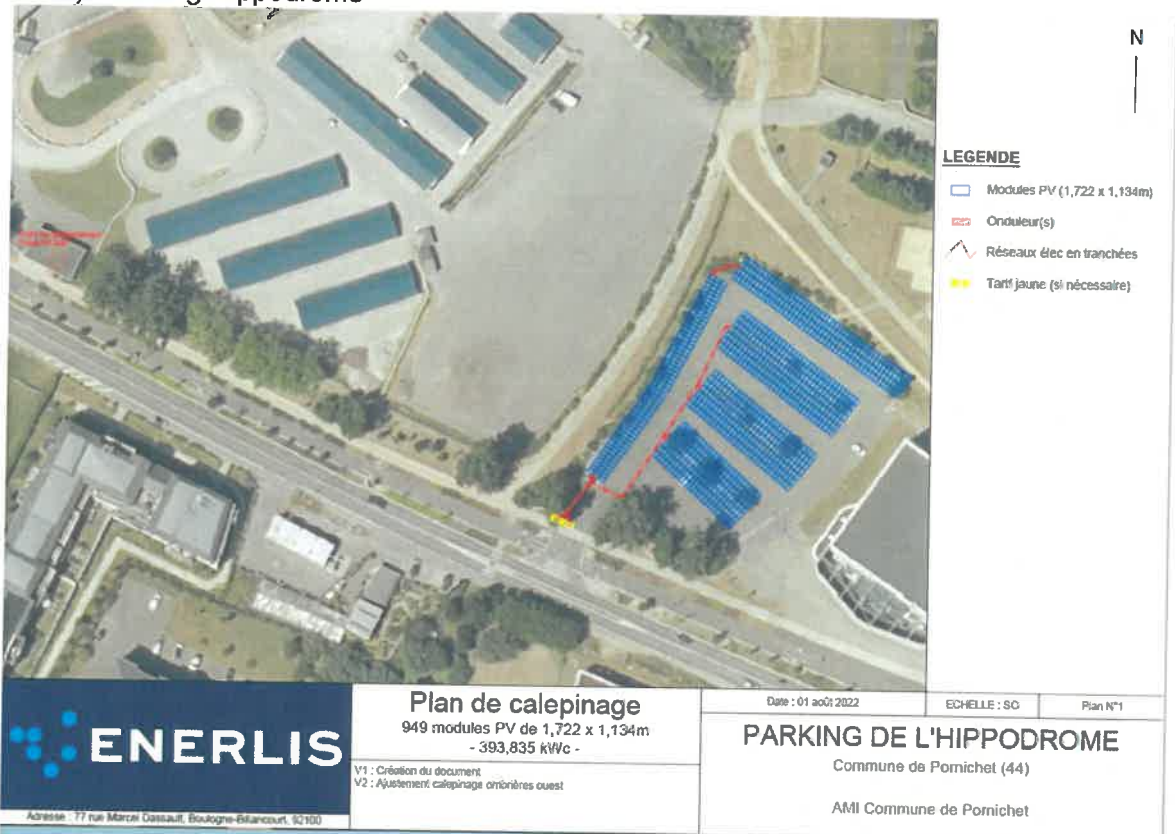 N
LEGENDE
Modules PV (1,722 x 1,134m)
Onduleur(s)
Réseaux élec en tranchées
Tarif jaune (si nécessaire)
ENERLIS
Adresse : 77 rue Marcel Dassault, Boulogne-Billancourt, 92100
Plan de calepinage
949 modules PV de 1,722 x 1,134m
- 393,835 kWc -
V1 : Création du document
V2 : Ajustement calepinage ombrières ouest
Date : 01 août 2022
ECHELLE : SO
Plan N°1
PARKING DE L'HIPPODROME
Commune de Pornichet (44)
AMI Commune de Pornichet